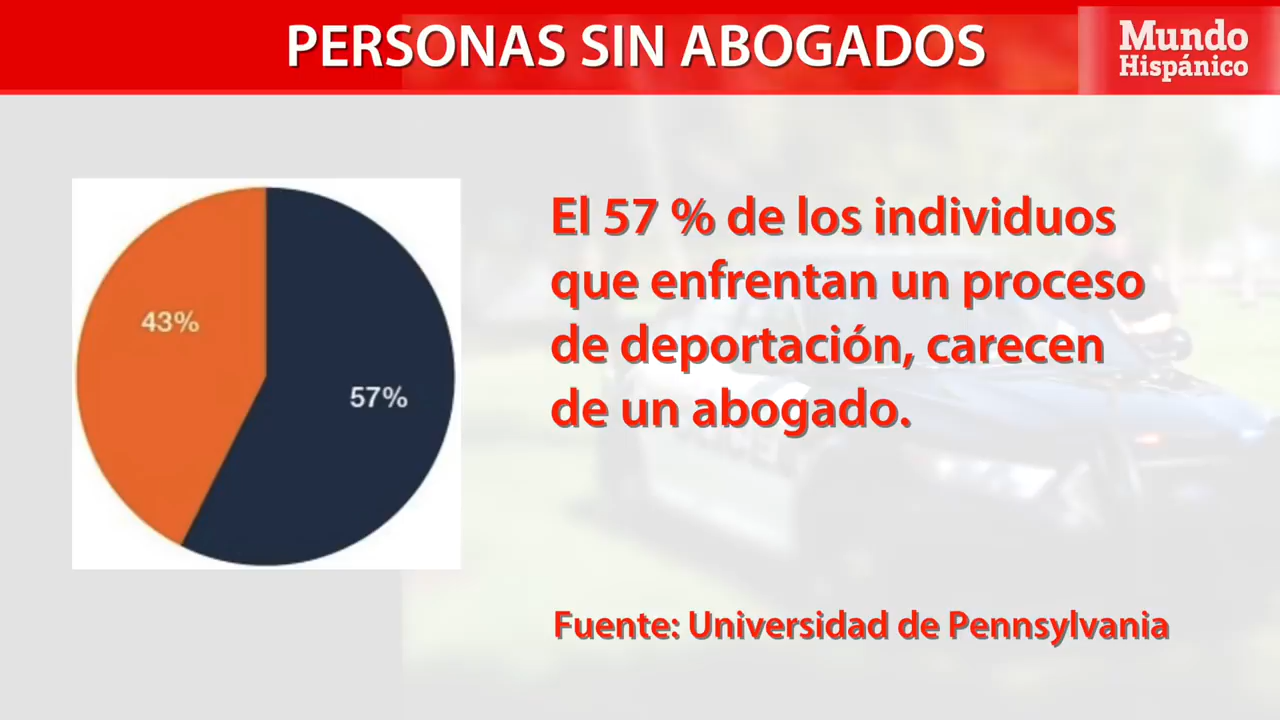 PERSONAS SIN ABOGADOS
Mundo
Hispánico
43%
57%
El 57 % de los individuos
que enfrentan un proceso
de deportación, carecen
de un abogado.
Fuente: Universidad de Pennsylvania